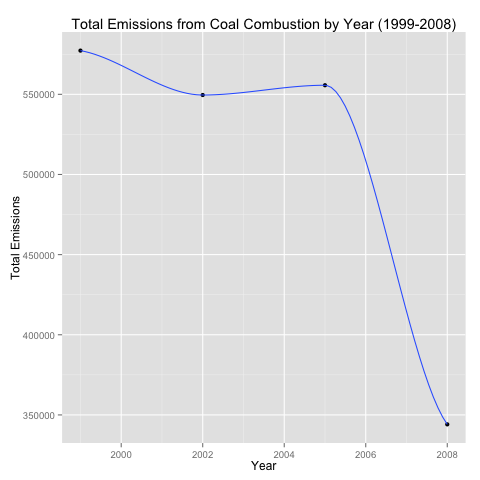 Total Emissions from Coal Combustion by Year (1999-2008)
550000
500000
450000
400000
350000
Total Emissions
2000 2002 2004 2006 2008
Year